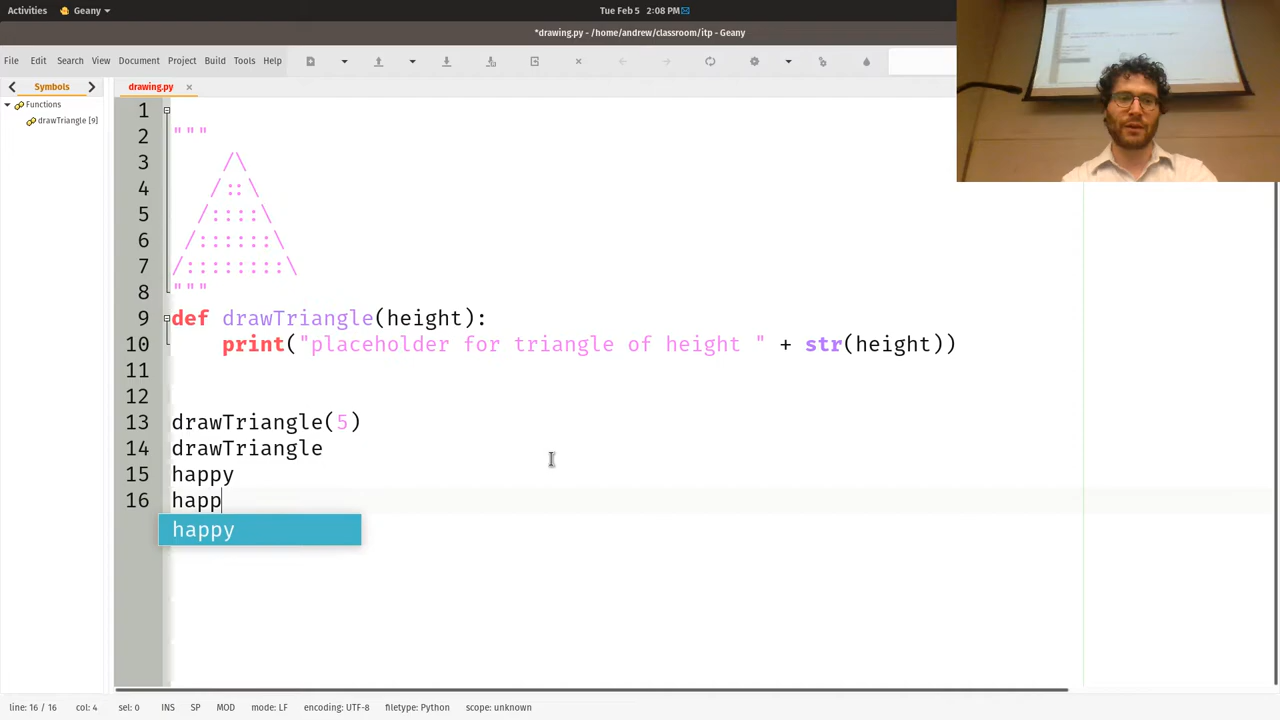 Activities Geany Tue Feb 5 2:08 PM
*drawing.py - /home/andrew/classroom/itp - Geany
File Edit Search View Document Project Build Tools Help
Symbols drawing.py
Functions
drawTriangle [9]
1
2 """
3     /\
4    /::\
5   /::::\
6  /::::::\
7 /::::::::\
8 """
9 def drawTriangle(height):
10     print("placeholder for triangle of height " + str(height))
11
12
13 drawTriangle(5)
14 drawTriangle
15 happy
16 happ
happy
line: 16 / 16 col: 4 sel: 0 INS SP MOD mode: LF encoding: UTF-8 filetype: Python scope: unknown